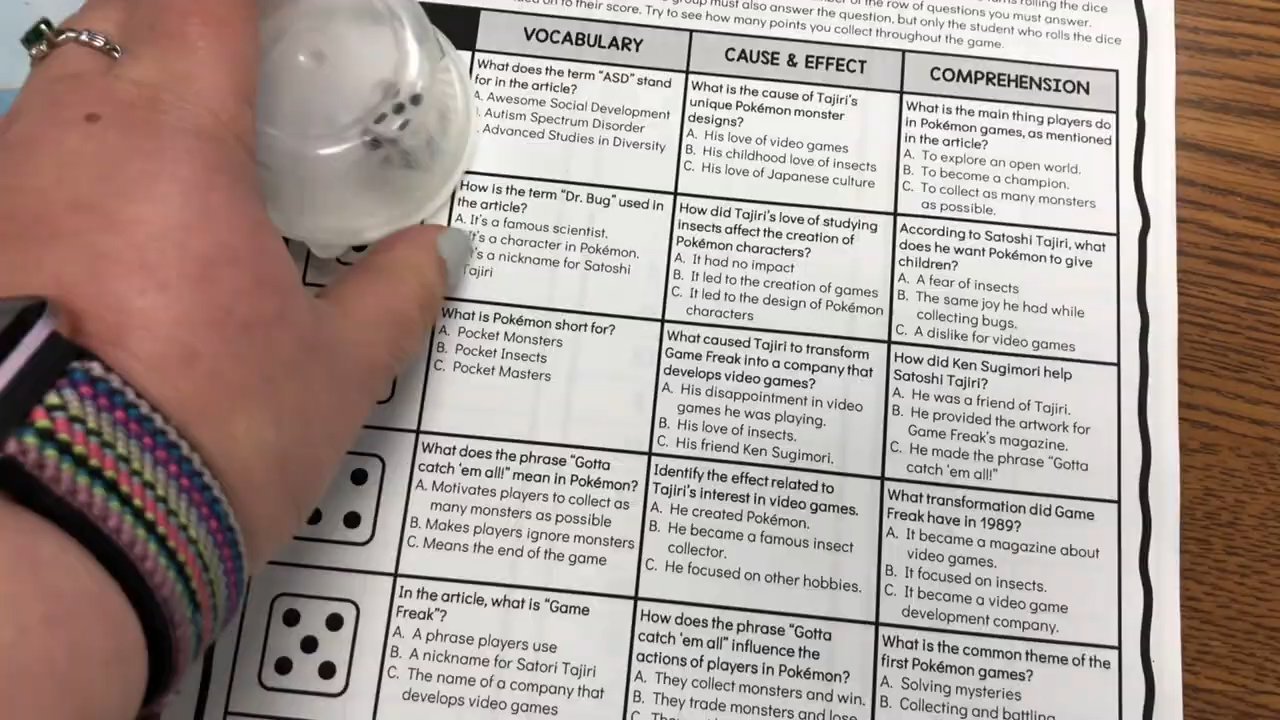 of the row of questions you must answer.
group must also answer the question, but only the student who rolls the dice
to their score. Try to see how many points you collect throughout the game.
VOCABULARY
CAUSE & EFFECT
COMPREHENSION
What does the term "ASD" stand
for in the article?
A. Awesome Social Development
. Autism Spectrum Disorder
. Advanced Studies in Diversity
What is the cause of Tajiri's
unique Pokémon monster
designs?
A. His love of video games
B. His childhood love of insects
C. His love of Japanese culture
What is the main thing players do
in Pokémon games, as mentioned
in the article?
A. To explore an open world.
B. To become a champion.
C. To collect as many monsters
as possible.
How is the term "Dr. Bug" used in
the article?
A. It's a famous scientist.
It's a character in Pokémon.
It's a nickname for Satoshi
Tajiri
How did Tajiri's love of studying
insects affect the creation of
Pokémon characters?
A. It had no impact
B. It led to the creation of games
C. It led to the design of Pokémon
characters
According to Satoshi Tajiri, what
does he want Pokémon to give
children?
A. A fear of insects
B. The same joy he had while
collecting bugs.
C. A dislike for video games
What is Pokémon short for?
A. Pocket Monsters
B. Pocket Insects
C. Pocket Masters
What caused Tajiri to transform
Game Freak into a company that
develops video games?
A. His disappointment in video
games he was playing.
B. His love of insects.
C. His friend Ken Sugimori.
How did Ken Sugimori help
Satoshi Tajiri?
A. He was a friend of Tajiri.
B. He provided the artwork for
Game Freak's magazine.
C. He made the phrase "Gotta
catch 'em all!"
What does the phrase "Gotta
catch 'em all!" mean in Pokémon?
A. Motivates players to collect as
many monsters as possible
B. Makes players ignore monsters
C. Means the end of the game
Identify the effect related to
Tajiri's interest in video games.
A. He created Pokémon.
B. He became a famous insect
collector.
C. He focused on other hobbies.
What transformation did Game
Freak have in 1989?
A. It became a magazine about
video games.
B. It focused on insects.
C. It became a video game
development company.
In the article, what is "Game
Freak"?
A. A phrase players use
B. A nickname for Satori Tajiri
C. The name of a company that
develops video games
How does the phrase "Gotta
catch 'em all" influence the
actions of players in Pokémon?
A. They collect monsters and win.
B. They trade monsters and lose
C. They
What is the common theme of the
first Pokémon games?
A. Solving mysteries
B. Collecting and battling